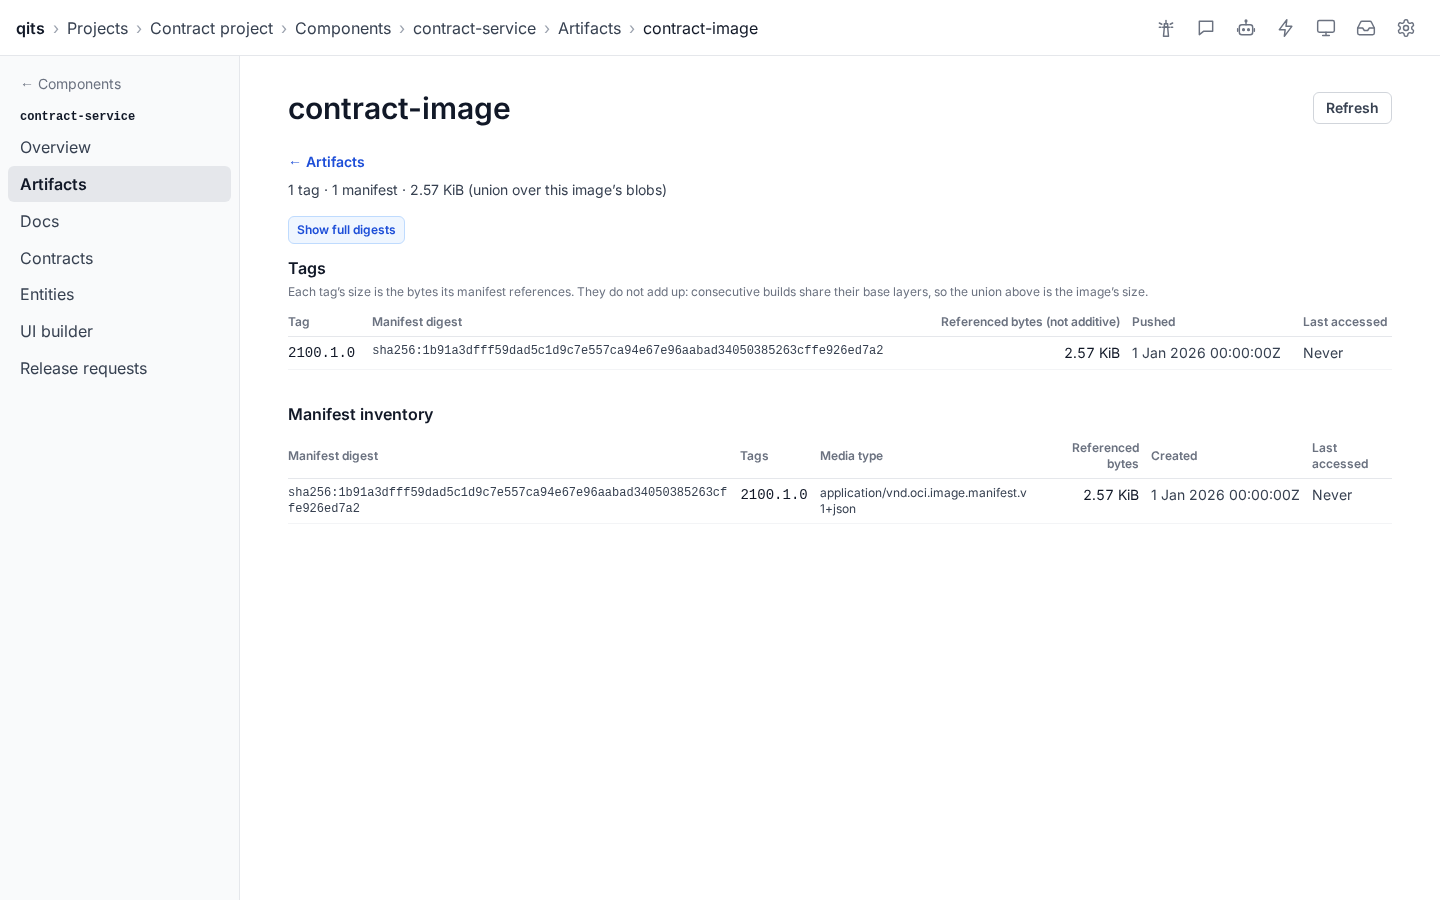 qits › Projects › Contract project › Components › contract-service › Artifacts › contract-image
← Components
contract-service
Overview
Artifacts
Docs
Contracts
Entities
UI builder
Release requests
contract-image
Refresh
← Artifacts
1 tag · 1 manifest · 2.57 KiB (union over this image’s blobs)
Show full digests
Tags
Each tag’s size is the bytes its manifest references. They do not add up: consecutive builds share their base layers, so the union above is the image’s size.
Tag Manifest digest Referenced bytes (not additive) Pushed Last accessed
2100.1.0 sha256:1b91a3dfff59dad5c1d9c7e557ca94e67e96aabad34050385263cffe926ed7a2 2.57 KiB 1 Jan 2026 00:00:00Z Never
Manifest inventory
Manifest digest Tags Media type Referenced bytes Created Last accessed
sha256:1b91a3dfff59dad5c1d9c7e557ca94e67e96aabad34050385263cf 2100.1.0 application/vnd.oci.image.manifest.v 2.57 KiB 1 Jan 2026 00:00:00Z Never
fe926ed7a2 1+json